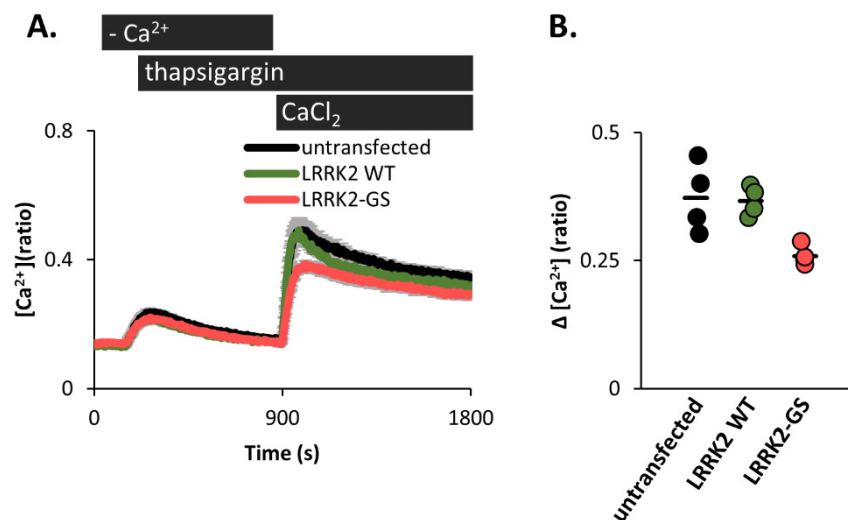 A.
- Ca²⁺
thapsigargin
CaCl₂
0.8
untransfected
LRRK2 WT
LRRK2-GS
0.4
[Ca²⁺](ratio)
0
0 900 1800
Time (s)
B.
0.5
0.25
Δ [Ca²⁺] (ratio)
0
untransfected
LRRK2 WT
LRRK2-GS